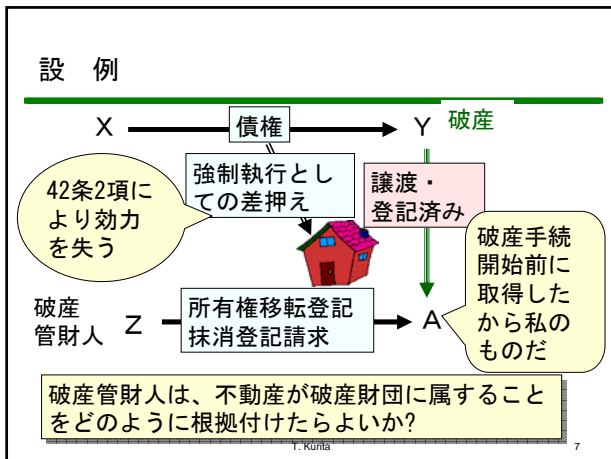 設　例
X
債権
Y
破産
42条2項に
より効力
を失う
強制執行とし
ての差押え
譲渡・
登記済み
破産手続
開始前に
取得した
から私の
ものだ
破産
管財人
Z
所有権移転登記
抹消登記請求
A
破産管財人は、不動産が破産財団に属すること
をどのように根拠付けたらよいか?
T. Kurita
7